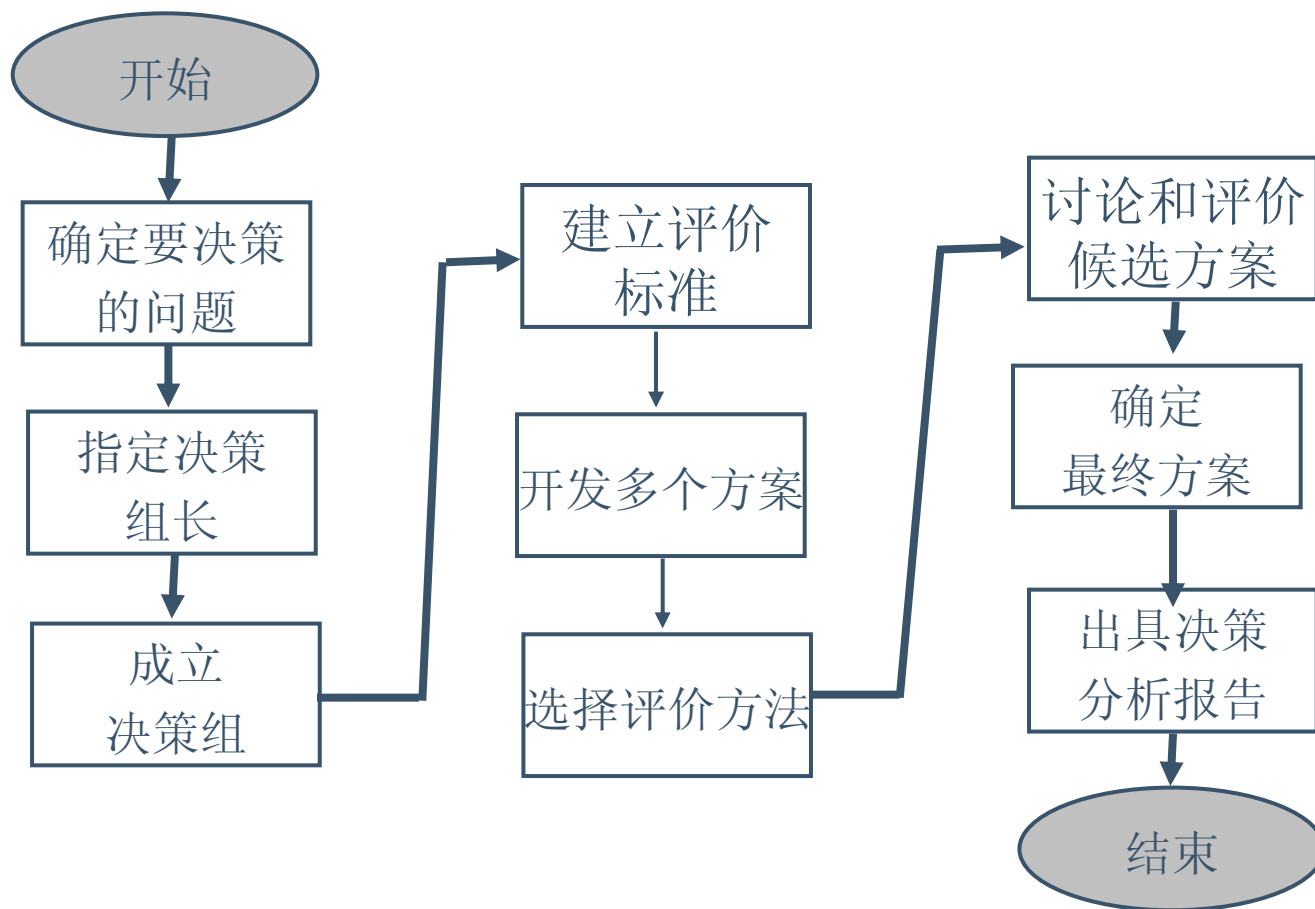 开始
确定要决策
的问题
指定决策
组长
成立
决策组
建立评价
标准
开发多个方案
选择评价方法
讨论和评价
候选方案
确定
最终方案
出具决策
分析报告
结束